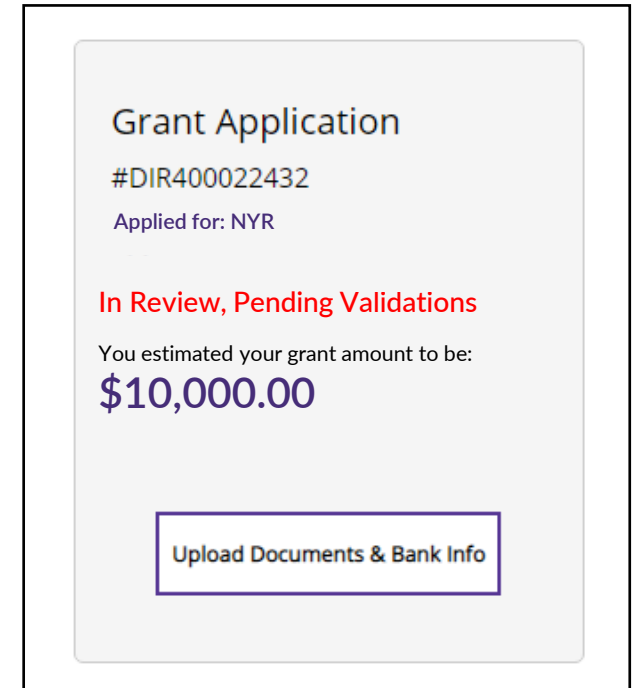 Grant Application
#DIR400022432
Applied for: NYR
In Review, Pending Validations
You estimated your grant amount to be:
$10,000.00
Upload Documents & Bank Info